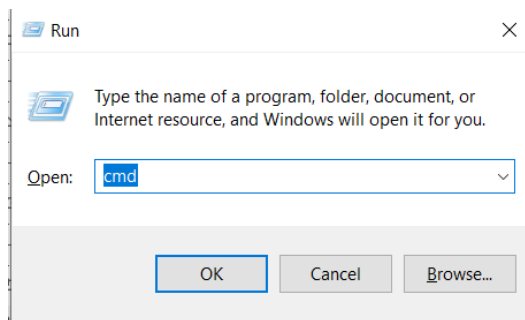 Run
Type the name of a program, folder, document, or
Internet resource, and Windows will open it for you.
Open: cmd
OK Cancel Browse...